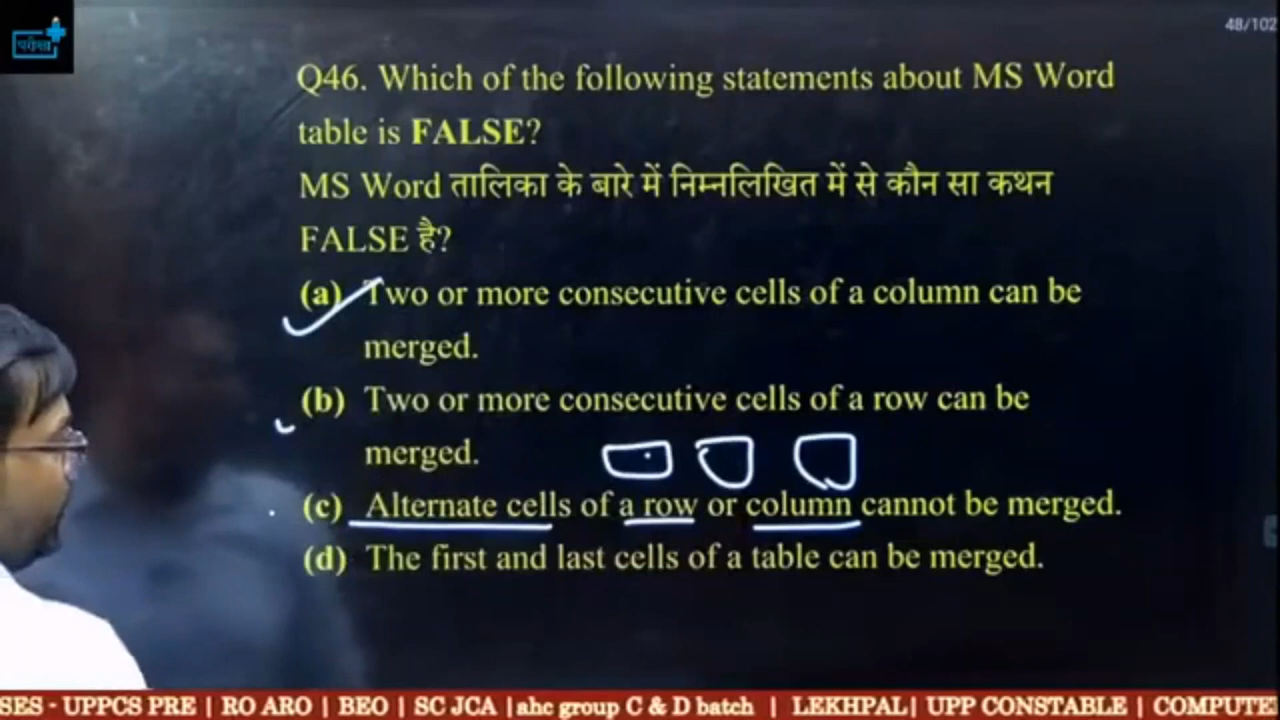 परीक्षा
48/102
Q46. Which of the following statements about MS Word
table is FALSE?
MS Word तालिका के बारे में निम्नलिखित में से कौन सा कथन
FALSE है?
(a) Two or more consecutive cells of a column can be
merged.
(b) Two or more consecutive cells of a row can be
merged.
(c) Alternate cells of a row or column cannot be merged.
(d) The first and last cells of a table can be merged.
SES - UPPCS PRE | RO ARO | BEO | SC JCA |ahc group C & D batch | LEKHPAL| UPP CONSTABLE | COMPUTE